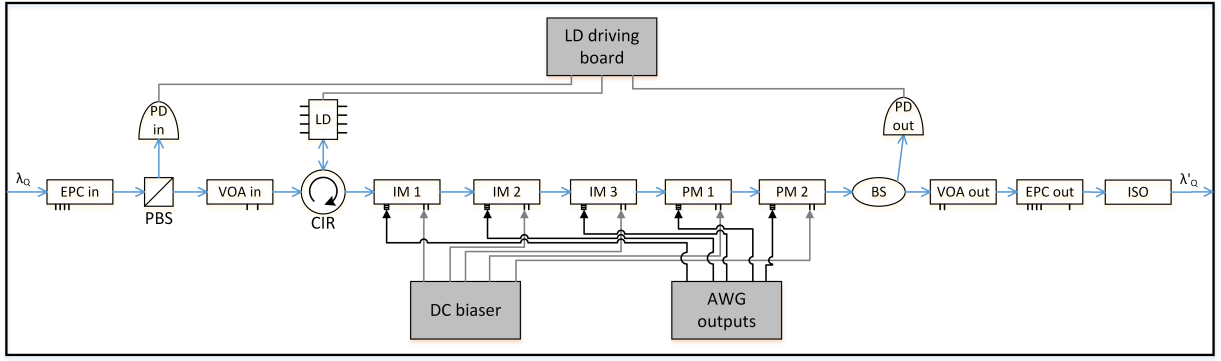 LD driving
board
PD
in
LD
PD
out
λQ
EPC in
PBS
VOA in
CIR
IM 1
IM 2
IM 3
PM 1
PM 2
BS
VOA out
EPC out
ISO
λ'Q
DC biaser
AWG
outputs